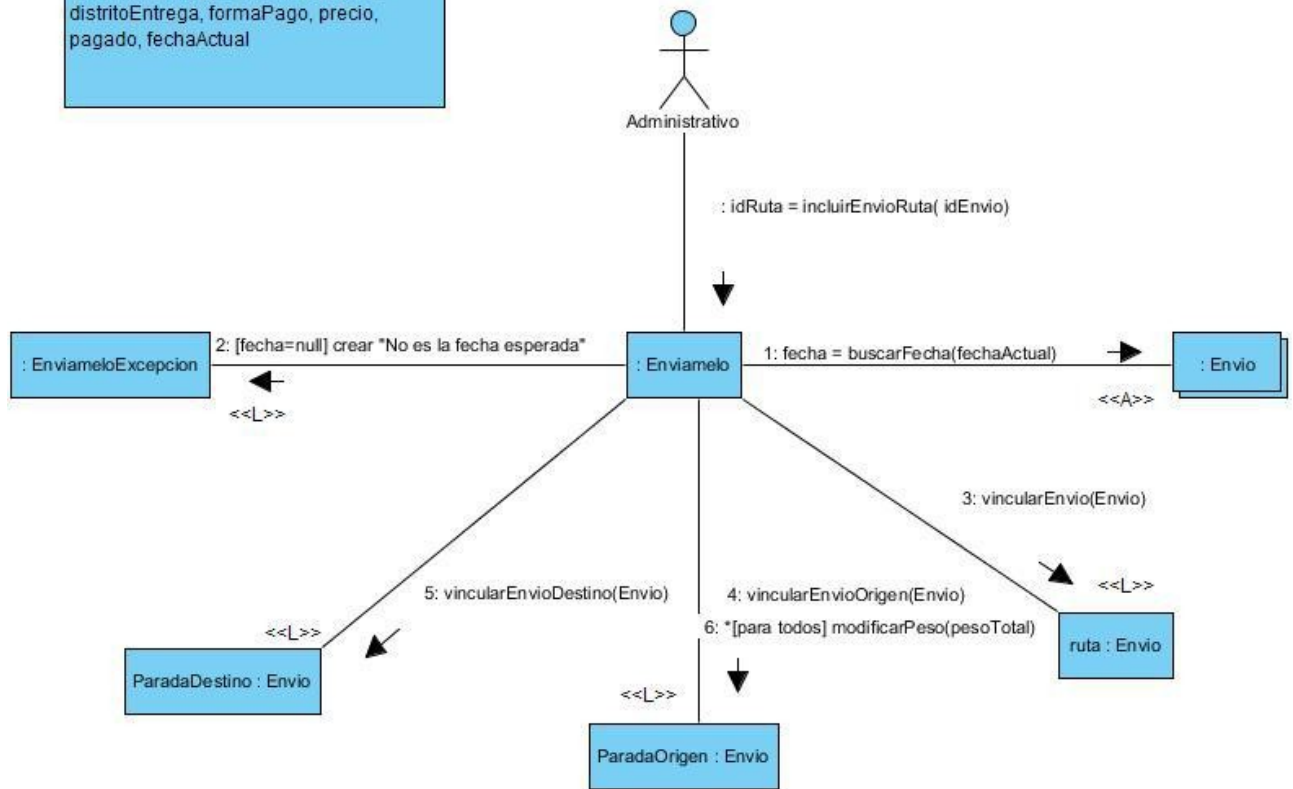 distritoEntrega, formaPago, precio,
pagado, fechaActual
Administrativo
: idRuta = incluirEnvioRuta( idEnvio)
: EnviameloExcepcion
2: [fecha=null] crear "No es la fecha esperada"
<<L>>
: Enviamelo
1: fecha = buscarFecha(fechaActual)
<<A>>
: Envio
3: vincularEnvio(Envio)
<<L>>
ruta : Envio
5: vincularEnvioDestino(Envio)
<<L>>
ParadaDestino : Envio
4: vincularEnvioOrigen(Envio)
6: *[para todos] modificarPeso(pesoTotal)
<<L>>
ParadaOrigen : Envio